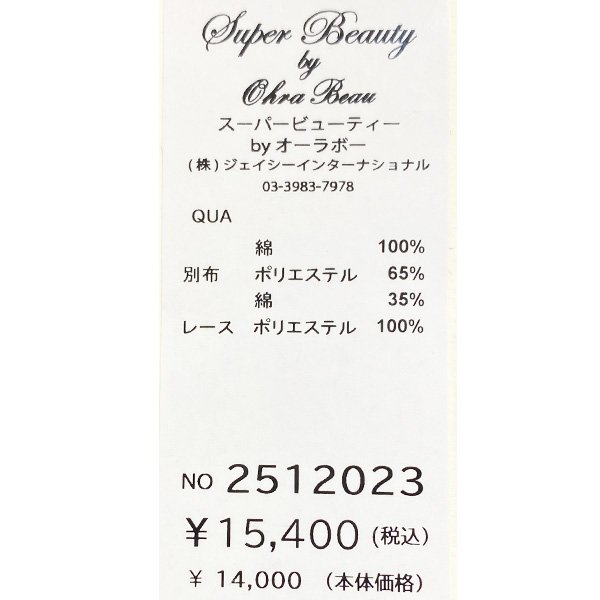 Super Beauty
by
Ohra Beau
スーパービューティー
by オーラボー
(株)ジェイシーインターナショナル
03-3983-7978
QUA
綿 100%
別布 ポリエステル 65%
綿 35%
レース ポリエステル 100%
NO 2512023
¥15,400(税込)
¥ 14,000 (本体価格)